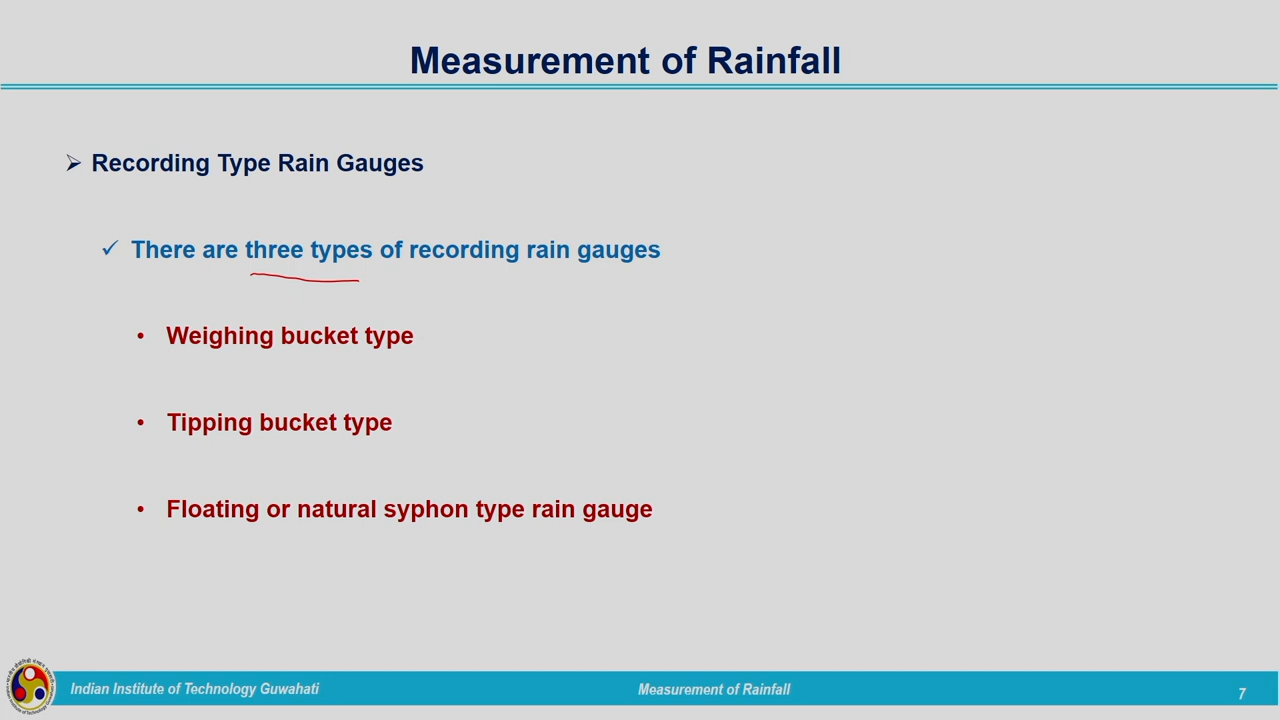 Measurement of Rainfall
➢ Recording Type Rain Gauges
✓ There are three types of recording rain gauges
• Weighing bucket type
• Tipping bucket type
• Floating or natural syphon type rain gauge
Indian Institute of Technology Guwahati
Measurement of Rainfall
7